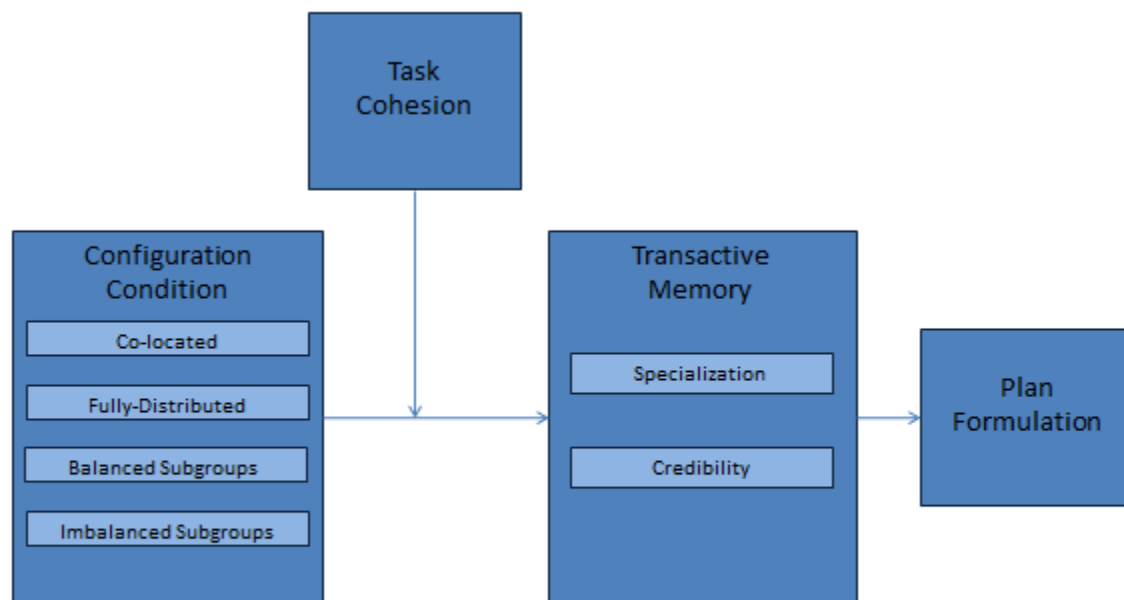 Task
Cohesion
Configuration
Condition
Co-located
Fully-Distributed
Balanced Subgroups
Imbalanced Subgroups
Transactive
Memory
Specialization
Credibility
Plan
Formulation